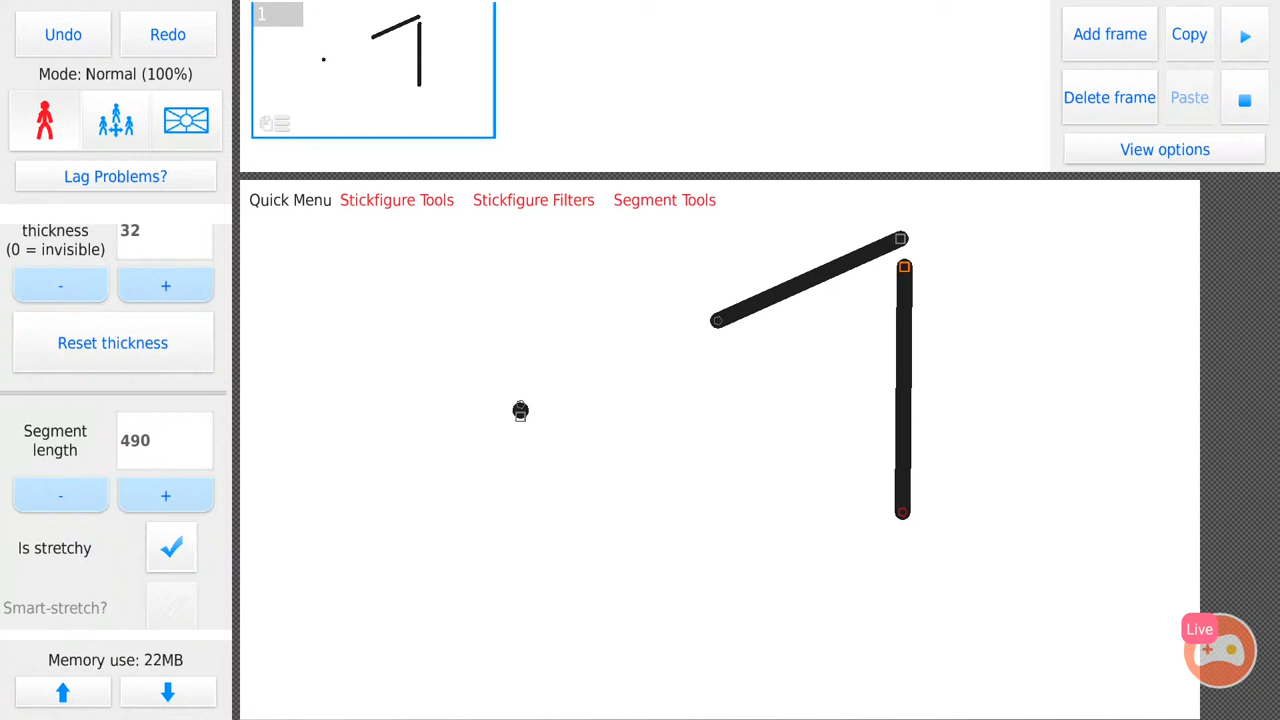 Undo
Redo
Mode: Normal (100%)
Lag Problems?
thickness
(0 = invisible)
32
-
+
Reset thickness
Segment
length
490
-
+
Is stretchy
Smart-stretch?
Memory use: 22MB
1
Add frame
Copy
Delete frame
Paste
View options
Quick Menu
Stickfigure Tools
Stickfigure Filters
Segment Tools
Live